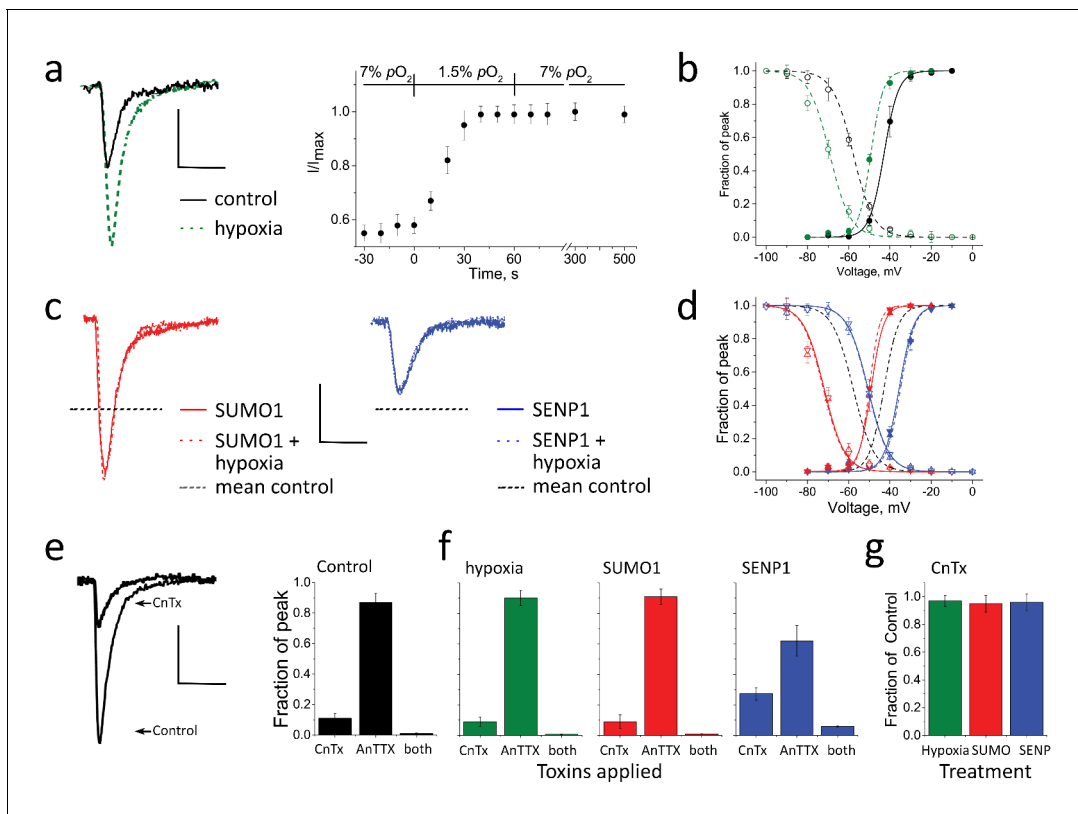 a
control
hypoxia
7% pO2
1.5% pO2
7% pO2
I/Imax
1.0
0.8
0.6
-30
0
30
60
300
500
Time, s
b
Fraction of peak
1.0
0.8
0.6
0.4
0.2
0.0
-100
-80
-60
-40
-20
0
Voltage, mV
c
SUMO1
SUMO1 +
hypoxia
mean control
SENP1
SENP1 +
hypoxia
mean control
d
Fraction of peak
1.0
0.8
0.6
0.4
0.2
0.0
-100
-80
-60
-40
-20
0
Voltage, mV
e
CnTx
Control
Control
Fraction of peak
1.0
0.8
0.6
0.4
0.2
0.0
CnTx
AnTTX
both
f
hypoxia
CnTx
AnTTX
both
SUMO1
CnTx
AnTTX
both
SENP1
CnTx
AnTTX
both
Toxins applied
g
CnTx
Fraction of Control
1.0
0.8
0.6
0.4
0.2
0.0
Hypoxia
SUMO
SENP
Treatment